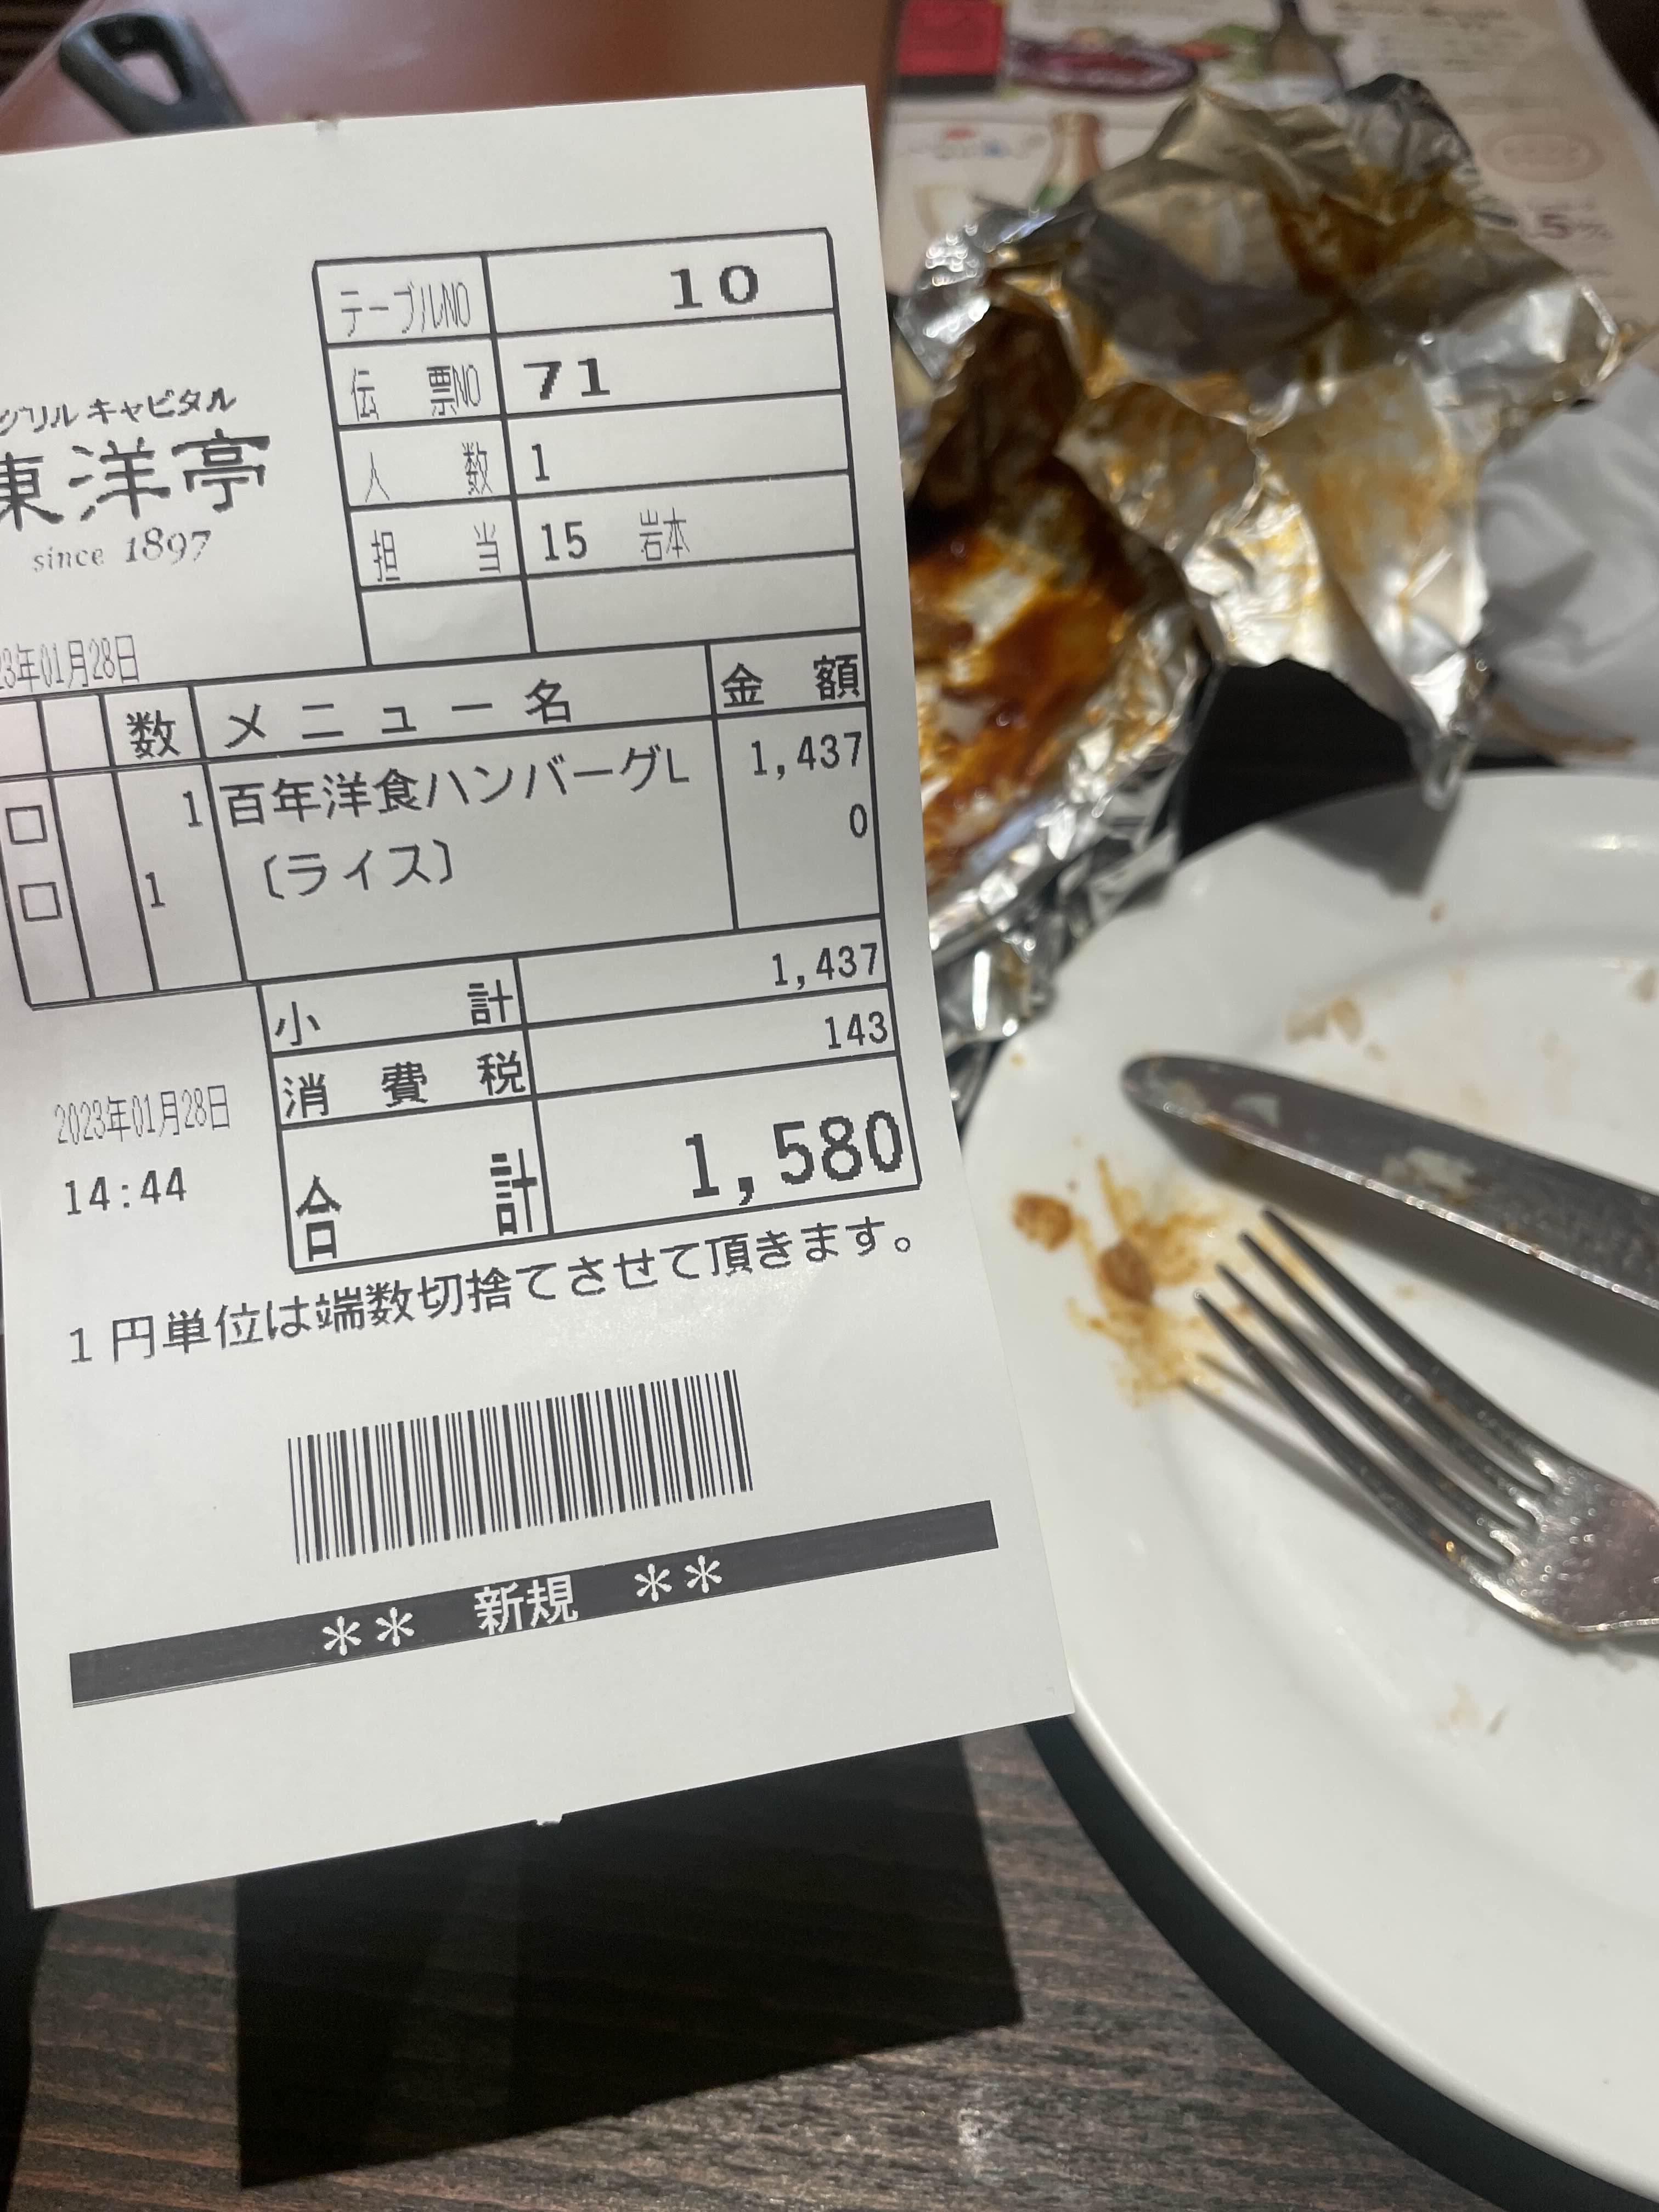 テーブルNO 10
伝票NO 71
人数 1
担当 15 岩本
グリルキャピタル
東洋亭
since 1897
23年01月28日
数 メニュー名 金額
1 百年洋食ハンバーグL 1,437
1 〔ライス〕 0
小計 1,437
消費税 143
合計 1,580
2023年01月28日
14:44
1円単位は端数切捨てさせて頂きます。
** 新規 **